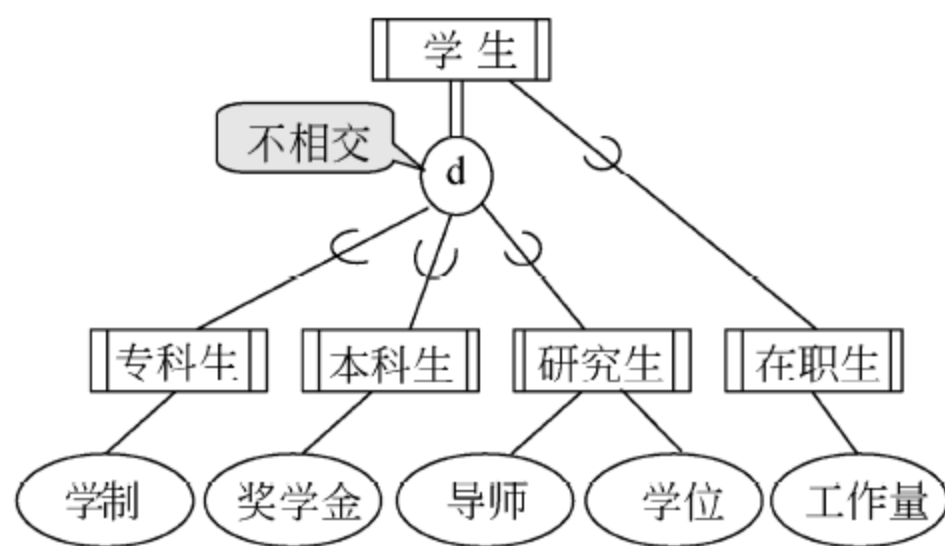 学生
不相交
d
专科生
本科生
研究生
在职生
学制
奖学金
导师
学位
工作量